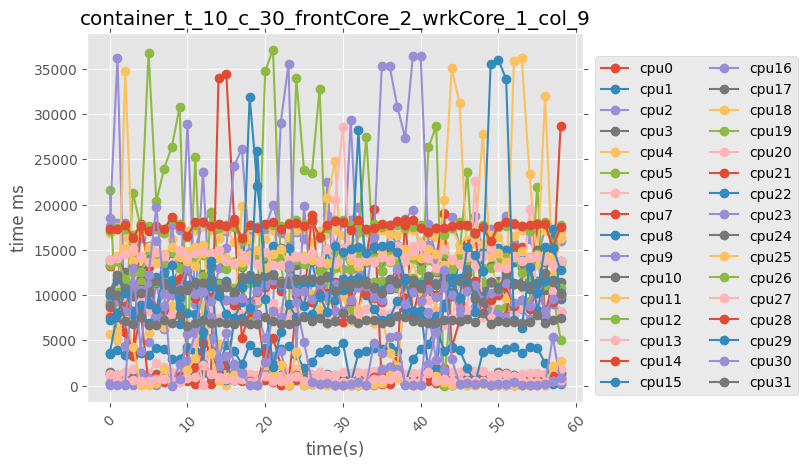 container_t_10_c_30_frontCore_2_wrkCore_1_col_9
time ms
35000
30000
25000
20000
15000
10000
5000
0
0
10
20
30
40
50
60
time(s)
cpu0
cpu1
cpu2
cpu3
cpu4
cpu5
cpu6
cpu7
cpu8
cpu9
cpu10
cpu11
cpu12
cpu13
cpu14
cpu15
cpu16
cpu17
cpu18
cpu19
cpu20
cpu21
cpu22
cpu23
cpu24
cpu25
cpu26
cpu27
cpu28
cpu29
cpu30
cpu31